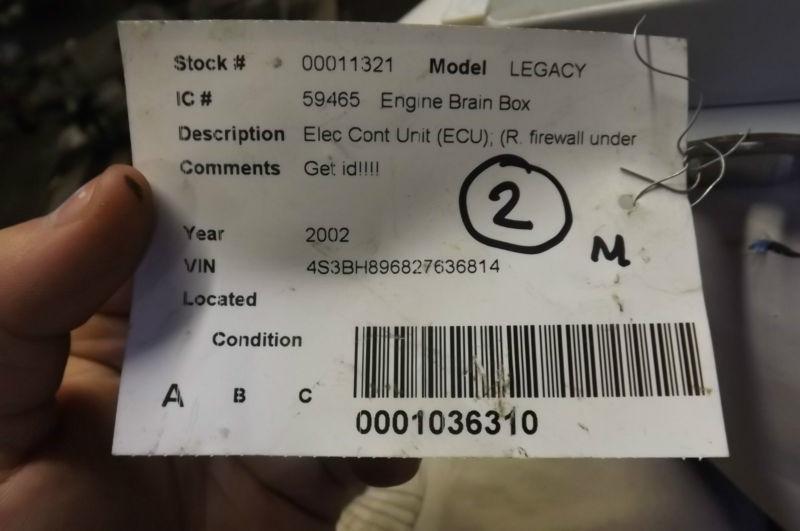 Stock # 00011321 Model LEGACY
IC # 59465 Engine Brain Box
Description Elec Cont Unit (ECU); (R. firewall under
Comments Get id!!!!
2
M
Year 2002
VIN 4S3BH896827636814
Located
Condition
A B C
0001036310